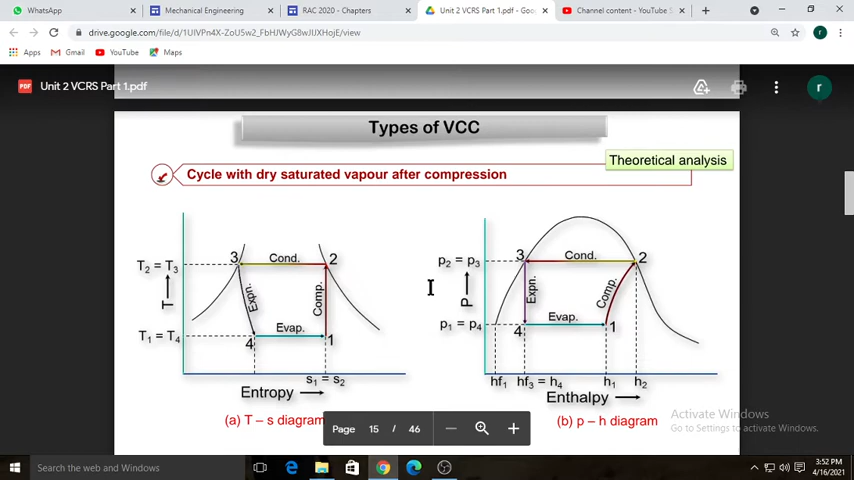 WhatsApp
Mechanical Engineering
RAC 2020 - Chapters
Unit 2 VCRS Part 1.pdf - Goo
Channel content - YouTube S
drive.google.com/file/d/1UIVPn4X-ZoU5w2_FbHJWyG8wJIJXHojE/view
Apps
Gmail
YouTube
Maps
PDF
Unit 2 VCRS Part 1.pdf
r
Types of VCC
Theoretical analysis
Cycle with dry saturated vapour after compression
T2 = T3
T
T1 = T4
3
Cond.
2
Expn.
Comp.
Evap.
4
1
s1 = s2
Entropy
(a) T – s diagram
p2 = p3
P
p1 = p4
3
Cond.
2
Expn.
Comp.
Evap.
4
1
hf1
hf3 = h4
h1
h2
Enthalpy
(b) p – h diagram
Page 15 / 46
Activate Windows
Go to Settings to activate Windows.
Search the web and Windows
3:52 PM
4/16/2021